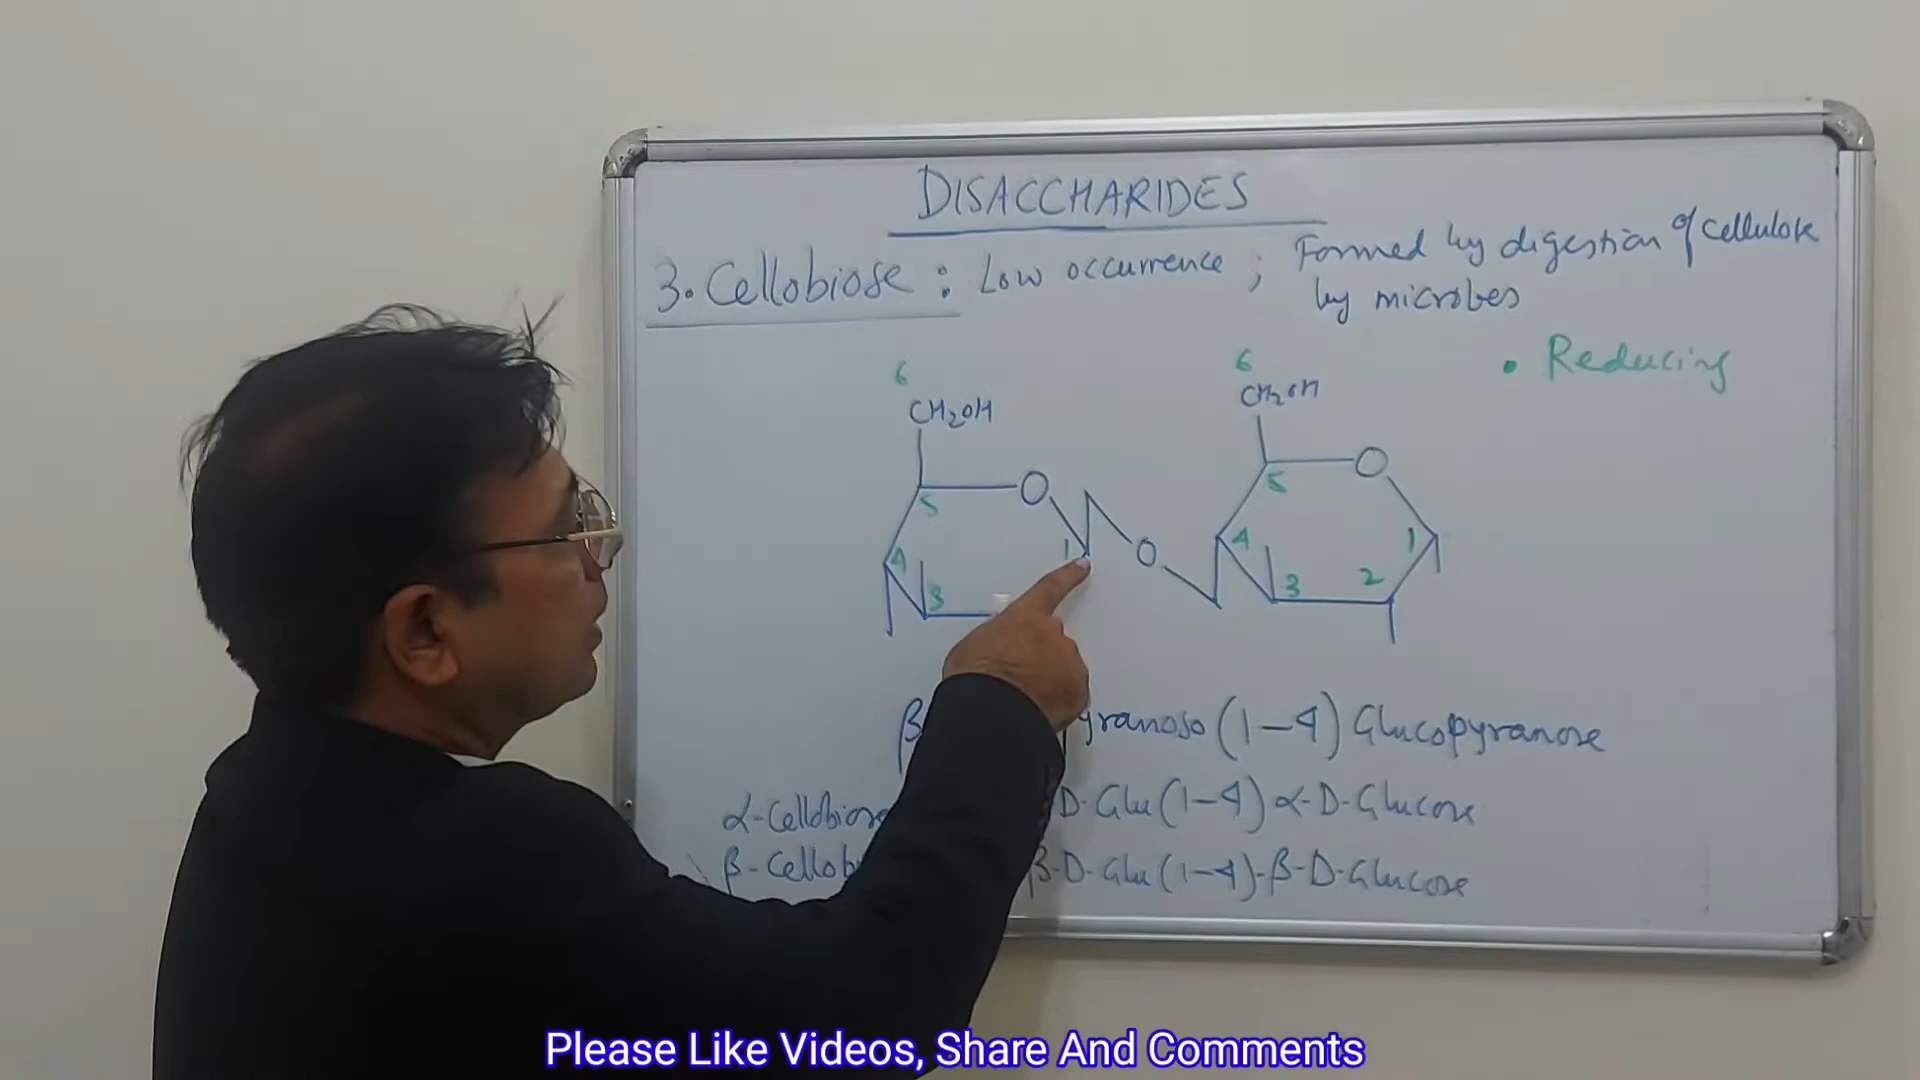 DISACCHARIDES
3. Cellobiose : Low occurrence ; Formed by digestion of cellulose
by microbes
• Reducing
6 6
CH2OH CH2OH
O O
5 5
4 1 O 4 1
3 3 2
β yranoso (1-4) Glucopyranose
α-Cellobiose D-Glu (1-4) α-D-Glucose
β-Cellob β-D-Glu (1-4)-β-D-Glucose
Please Like Videos, Share And Comments